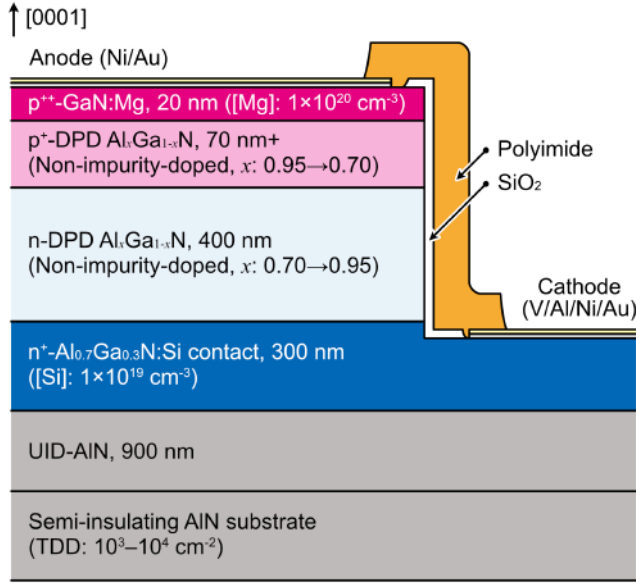 [0001]
Anode (Ni/Au)
p⁺⁺-GaN:Mg, 20 nm ([Mg]: 1×10²⁰ cm⁻³)
p⁺-DPD AlₓGa₁₋ₓN, 70 nm+
(Non-impurity-doped, x: 0.95→0.70)
Polyimide
SiO₂
n-DPD AlₓGa₁₋ₓN, 400 nm
(Non-impurity-doped, x: 0.70→0.95)
Cathode
(V/Al/Ni/Au)
n⁺-Al₀.₇Ga₀.₃N:Si contact, 300 nm
([Si]: 1×10¹⁹ cm⁻³)
UID-AlN, 900 nm
Semi-insulating AlN substrate
(TDD: 10³–10⁴ cm⁻²)